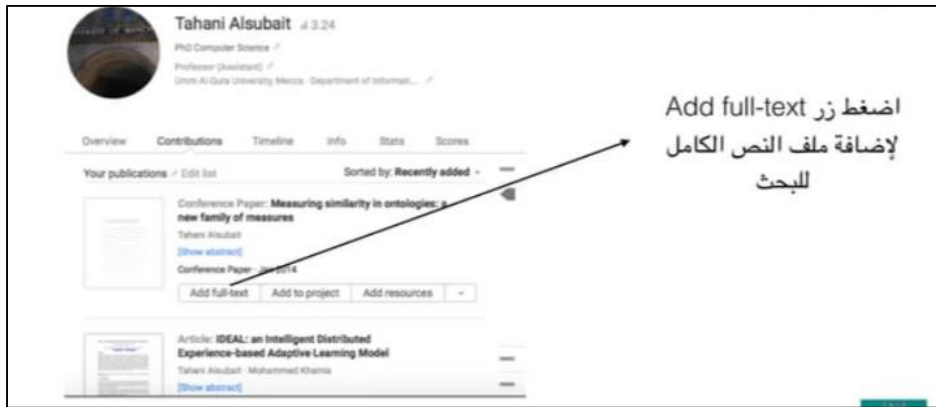 Tahani Alsubait 3.24
PhD Computer Science
Professor (Assistant)
Umm Al-Qura University, Mecca · Department of Informat...
Overview Contributions Timeline Info Stats Scores
Your publications Edit list Sorted by: Recently added
Conference Paper: Measuring similarity in ontologies: a
new family of measures
Tahani Alsubait
[Show abstract]
Conference Paper · Jan 2014
Add full-text Add to project Add resources
Article: IDEAL: an Intelligent Distributed
Experience-based Adaptive Learning Model
Tahani Alsubait · Mohammed Khamis
[Show abstract]
اضغط زر Add full-text
لإضافة ملف النص الكامل
للبحث